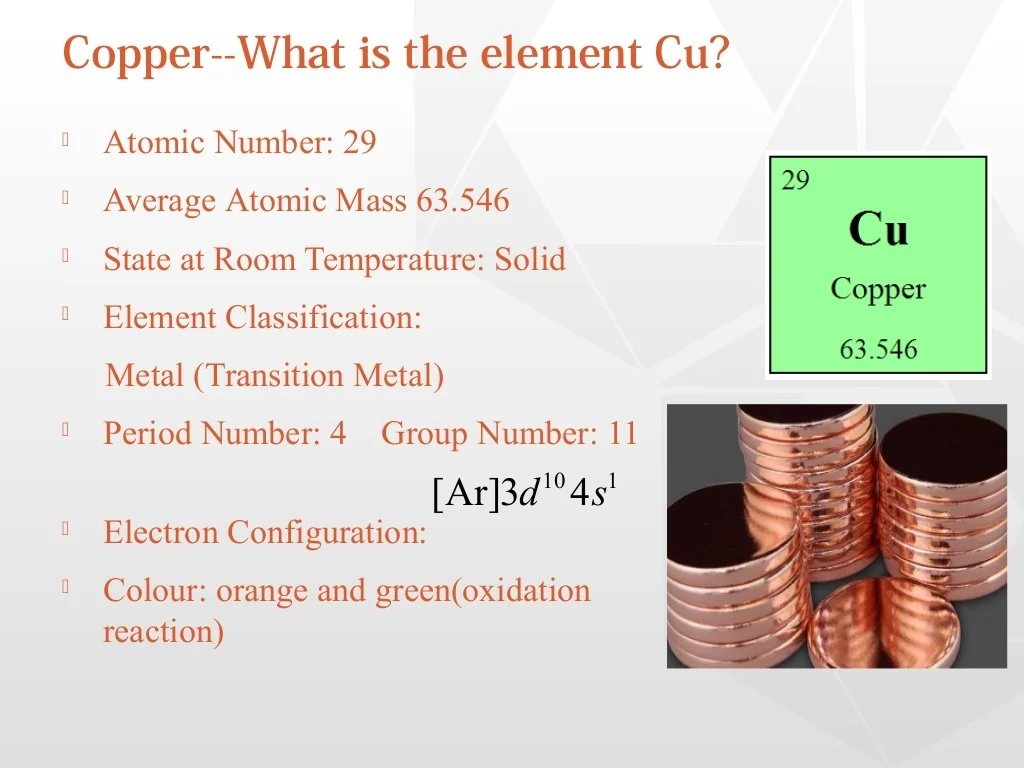 Copper--What is the element Cu?
Atomic Number: 29
Average Atomic Mass 63.546
State at Room Temperature: Solid
Element Classification:
Metal (Transition Metal)
Period Number: 4 Group Number: 11
[Ar]3d¹⁰4s¹
Electron Configuration:
Colour: orange and green(oxidation
reaction)
29
Cu
Copper
63.546